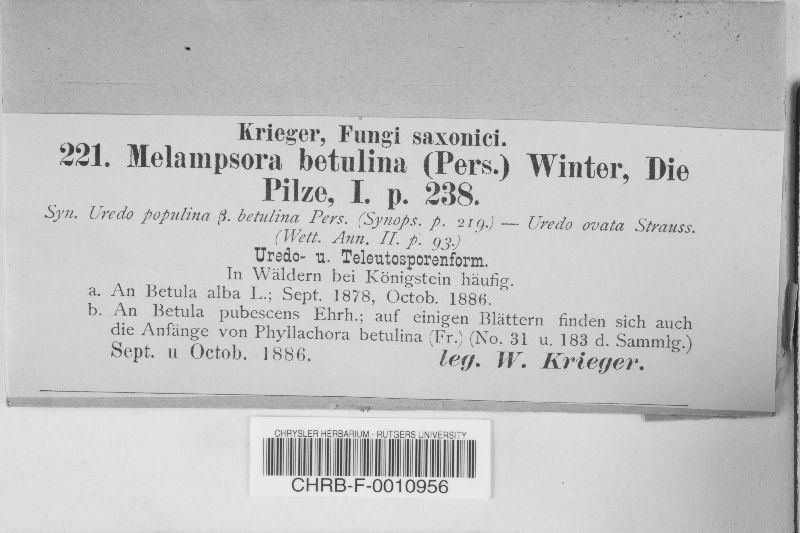 Krieger, Fungi saxonici.
221. Melampsora betulina (Pers.) Winter, Die
Pilze, I. p. 238.
Syn. Uredo populina β. betulina Pers. (Synops. p. 219.) — Uredo ovata Strauss.
(Wett. Ann. II. p. 93.)
Uredo- u. Teleutosporenform.
In Wäldern bei Königstein häufig.
a. An Betula alba L.; Sept. 1878, Octob. 1886.
b. An Betula pubescens Ehrh.; auf einigen Blättern finden sich auch
die Anfänge von Phyllachora betulina (Fr.) (No. 31 u. 183 d. Sammlg.)
Sept. u Octob. 1886.
leg. W. Krieger.
CHRYSLER HERBARIUM - RUTGERS UNIVERSITY
CHRB-F-0010956